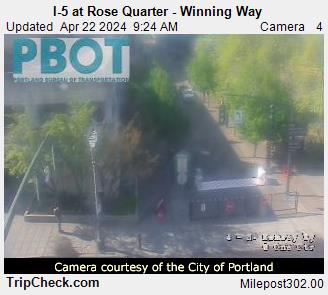 I-5 at Rose Quarter - Winning Way
Updated Apr 22 2024 9:24 AM Camera 4
PBOT
PORTLAND BUREAU OF TRANSPORTATION
Camera courtesy of the City of Portland
TripCheck.com Milepost302.00